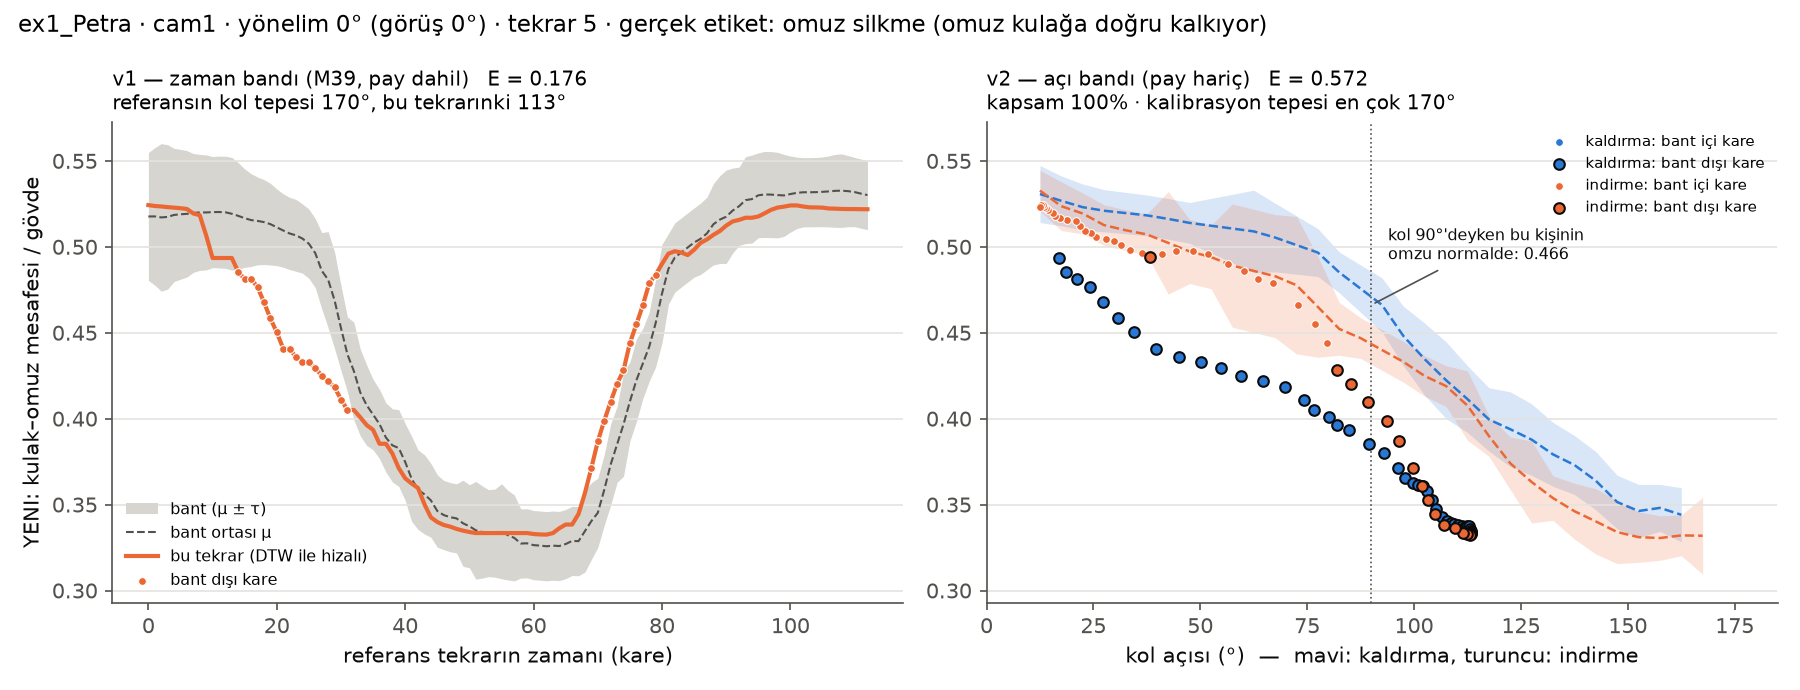 ex1_Petra · cam1 · yönelim 0° (görüş 0°) · tekrar 5 · gerçek etiket: omuz silkme (omuz kulağa doğru kalkıyor)
v1 — zaman bandı (M39, pay dahil)   E = 0.176
referansın kol tepesi 170°, bu tekrarınki 113°
YENI: kulak–omuz mesafesi / gövde
0.55
0.50
0.45
0.40
0.35
0.30
bant (μ ± τ)
bant ortası μ
bu tekrar (DTW ile hizalı)
bant dışı kare
0 20 40 60 80 100
referans tekrarın zamanı (kare)
v2 — açı bandı (pay hariç)   E = 0.572
kapsam 100% · kalibrasyon tepesi en çok 170°
0.55
0.50
0.45
0.40
0.35
0.30
kaldırma: bant içi kare
kaldırma: bant dışı kare
indirme: bant içi kare
indirme: bant dışı kare
kol 90°'deyken bu kişinin
omzu normalde: 0.466
0 25 50 75 100 125 150 175
kol açısı (°)  —  mavi: kaldırma, turuncu: indirme